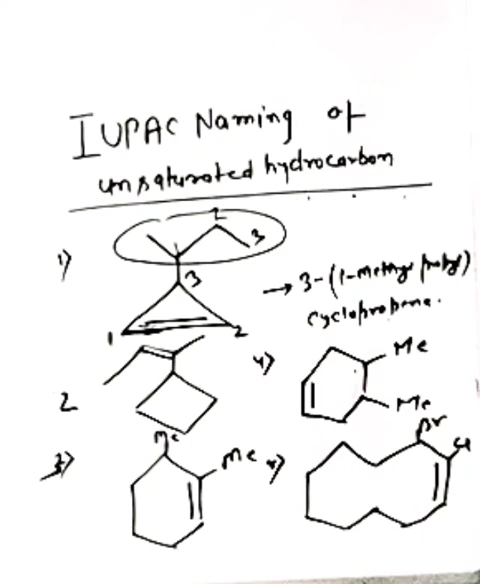 IUPAC Naming of
unsaturated hydrocarbon
1)
2
3
3
→ 3-(1-methyl propyl)
cyclopropene.
1
2
4)
Me
2
Me
Me
Br
3)
Me
Cl